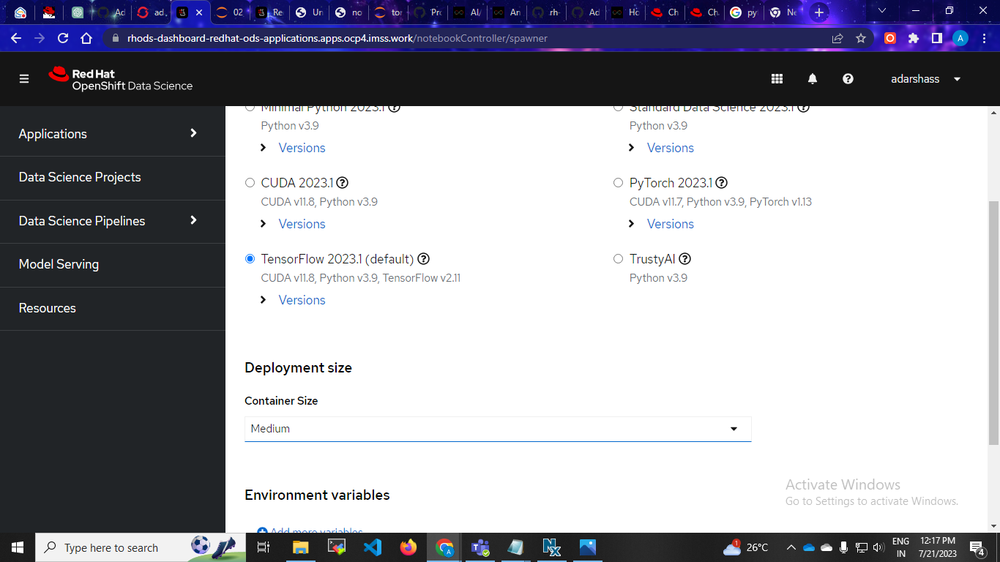 Ad
ad
02
Re
Un
no
tor
'Pr
AI/
An
rh-
Ad
Ho
Ch
Ch
py
Ne
rhods-dashboard-redhat-ods-applications.apps.ocp4.imss.work/notebookController/spawner
A
Red Hat
OpenShift Data Science
adarshass
Applications
Data Science Projects
Data Science Pipelines
Model Serving
Resources
Minimal Python 2023.1
Python v3.9
Versions
Standard Data Science 2023.1
Python v3.9
Versions
CUDA 2023.1
CUDA v11.8, Python v3.9
Versions
PyTorch 2023.1
CUDA v11.7, Python v3.9, PyTorch v1.13
Versions
TensorFlow 2023.1 (default)
CUDA v11.8, Python v3.9, TensorFlow v2.11
Versions
TrustyAI
Python v3.9
Deployment size
Container Size
Medium
Environment variables
Add more variables
Activate Windows
Go to Settings to activate Windows.
Type here to search
26°C
ENG
IN
12:17 PM
7/21/2023
4